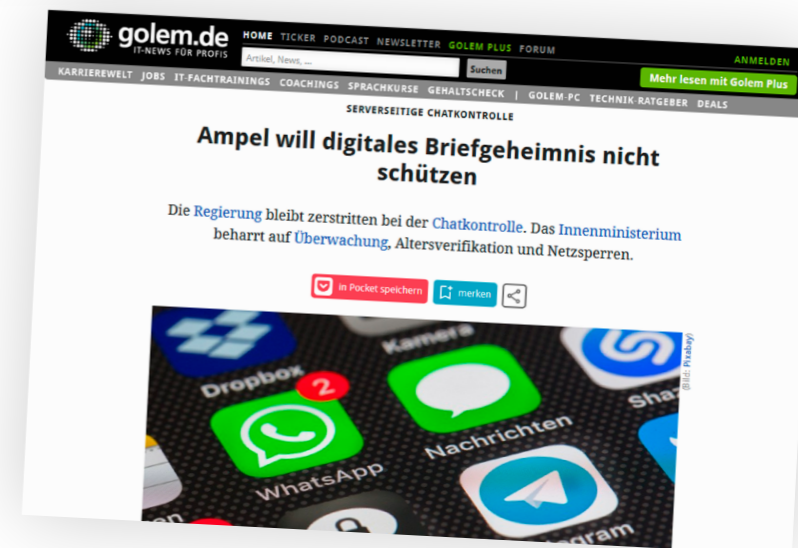 golem.de
IT-NEWS FÜR PROFIS
HOME TICKER PODCAST NEWSLETTER GOLEM PLUS FORUM
ANMELDEN
Artikel, News, ...
Suchen
Mehr lesen mit Golem Plus
KARRIEREWELT JOBS IT-FACHTRAININGS COACHINGS SPRACHKURSE GEHALTSCHECK | GOLEM-PC TECHNIK-RATGEBER DEALS
SERVERSEITIGE CHATKONTROLLE
Ampel will digitales Briefgeheimnis nicht
schützen
Die Regierung bleibt zerstritten bei der Chatkontrolle. Das Innenministerium
beharrt auf Überwachung, Altersverifikation und Netzsperren.
in Pocket speichern
merken
(Bild: Pixabay)
Kamera
Dropbox
Sha
2
Nachrichten
WhatsApp
en
gram